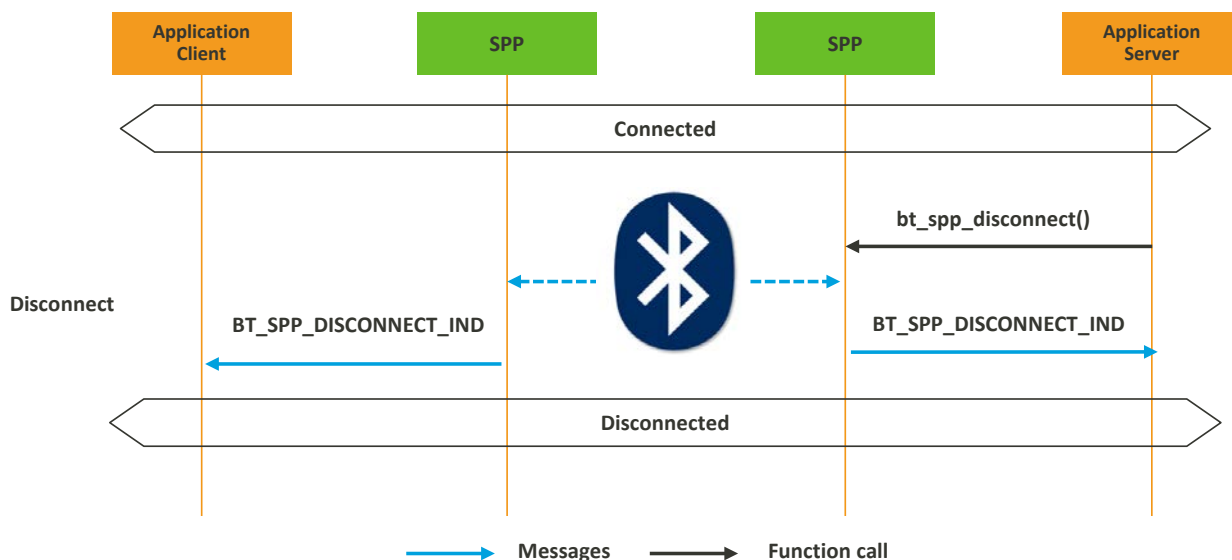 Application
Client
SPP
SPP
Application
Server
Connected
bt_spp_disconnect()
Disconnect
BT_SPP_DISCONNECT_IND
BT_SPP_DISCONNECT_IND
Disconnected
Messages
Function call